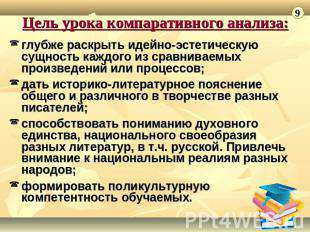 9
Цель урока компаративного анализа:
глубже раскрыть идейно-эстетическую
сущность каждого из сравниваемых
произведений или процессов;
дать историко-литературное пояснение
общего и различного в творчестве разных
писателей;
способствовать пониманию духовного
единства, национального своеобразия
разных литератур, в т.ч. русской. Привлечь
внимание к национальным реалиям разных
народов;
формировать поликультурную
компетентность обучаемых.
PPt4WEB.ru